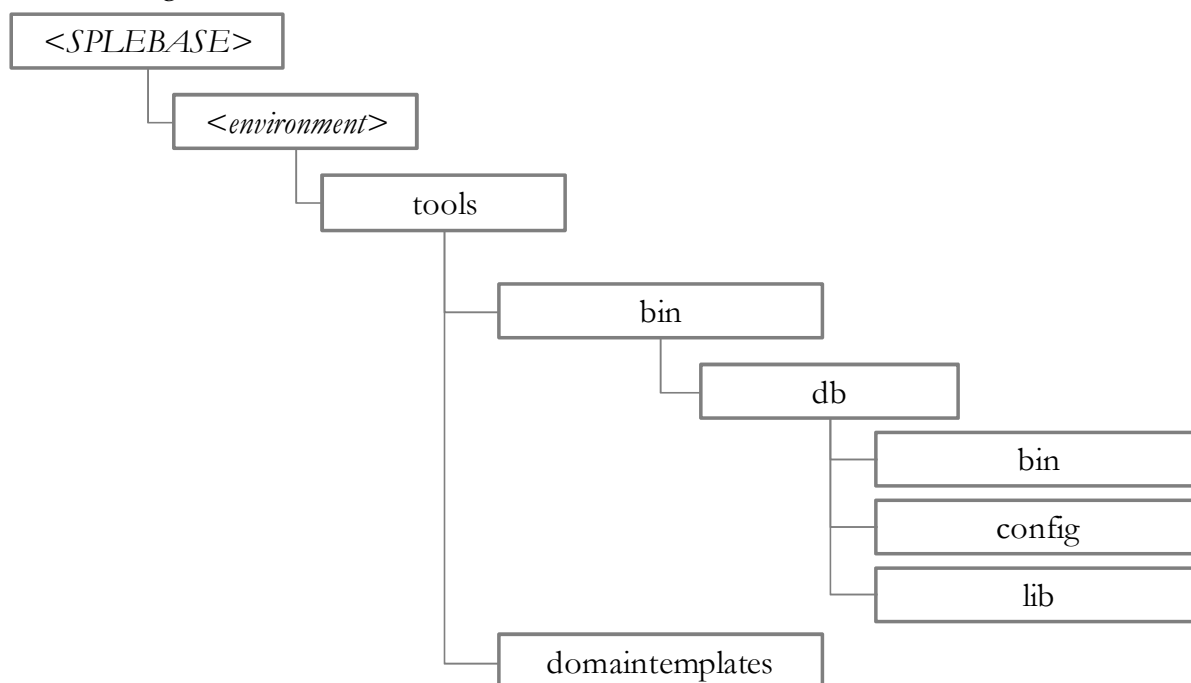 <SPLEBASE>
<environment>
tools
bin
db
bin
config
lib
domaintemplates